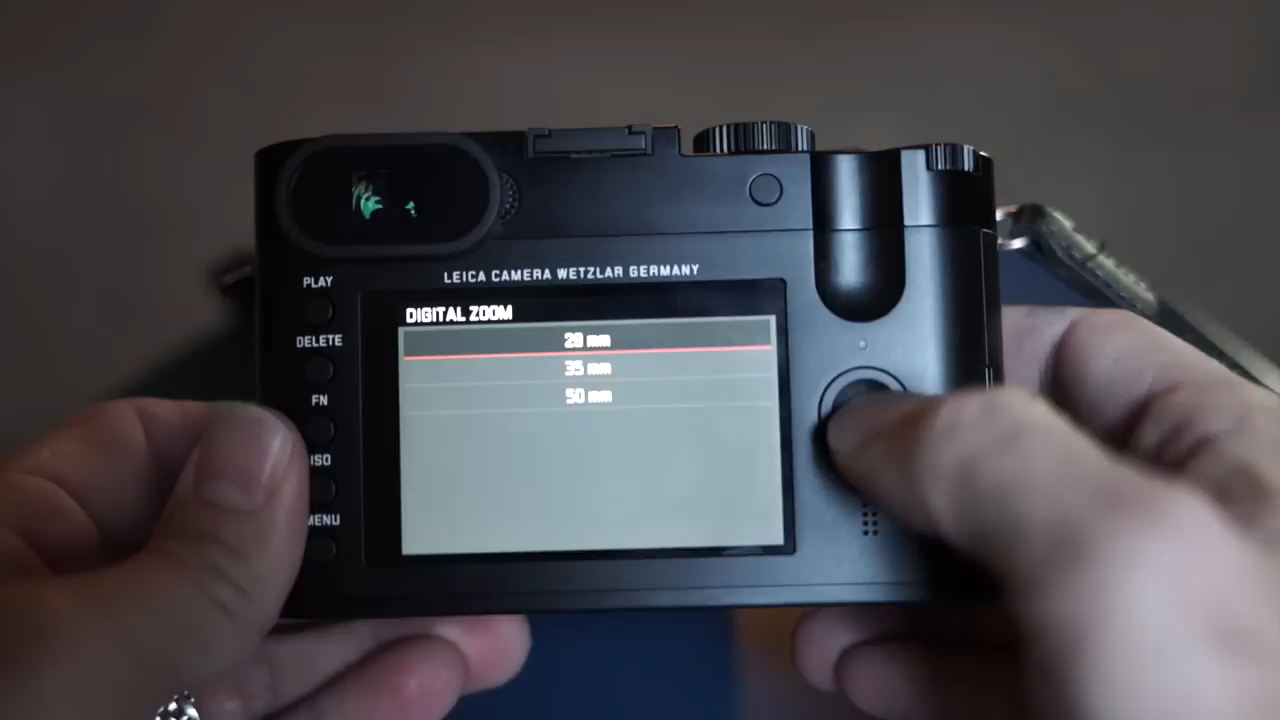 LEICA CAMERA WETZLAR GERMANY
PLAY
DELETE
FN
ISO
MENU
DIGITAL ZOOM
28 mm
35 mm
50 mm